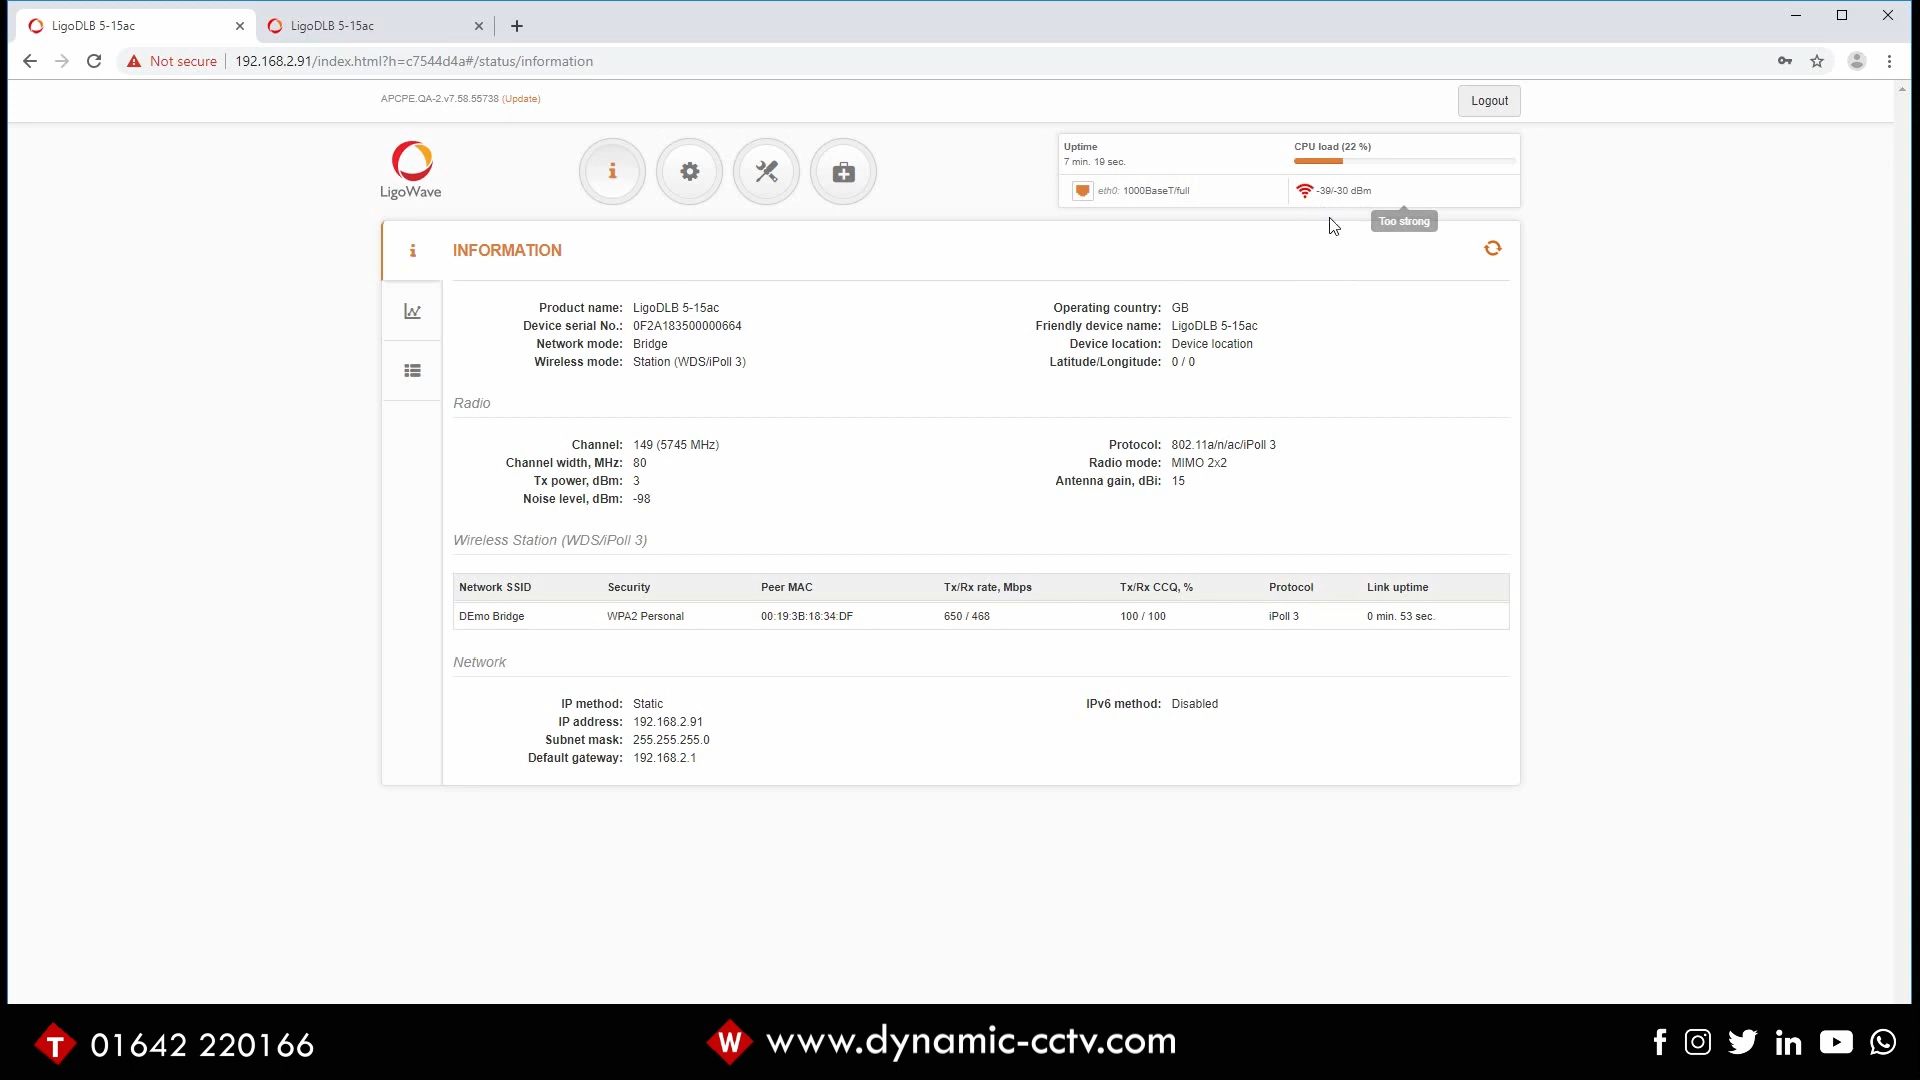 LigoDLB 5-15ac
LigoDLB 5-15ac
Not secure 192.168.2.91/index.html?h=c7544d4a#/status/information
APCPE.QA-2.v7.58.55738 (Update)
Logout
LigoWave
Uptime
7 min. 19 sec.
CPU load (22 %)
eth0: 1000BaseT/full
-39/-30 dBm
Too strong
INFORMATION
Product name: LigoDLB 5-15ac
Device serial No.: 0F2A183500000664
Network mode: Bridge
Wireless mode: Station (WDS/iPoll 3)
Operating country: GB
Friendly device name: LigoDLB 5-15ac
Device location: Device location
Latitude/Longitude: 0 / 0
Radio
Channel: 149 (5745 MHz)
Channel width, MHz: 80
Tx power, dBm: 3
Noise level, dBm: -98
Protocol: 802.11a/n/ac/iPoll 3
Radio mode: MIMO 2x2
Antenna gain, dBi: 15
Wireless Station (WDS/iPoll 3)
Network SSID Security Peer MAC Tx/Rx rate, Mbps Tx/Rx CCQ, % Protocol Link uptime
DEmo Bridge WPA2 Personal 00:19:3B:18:34:DF 650 / 468 100 / 100 iPoll 3 0 min. 53 sec.
Network
IP method: Static
IP address: 192.168.2.91
Subnet mask: 255.255.255.0
Default gateway: 192.168.2.1
IPv6 method: Disabled
T 01642 220166
W www.dynamic-cctv.com